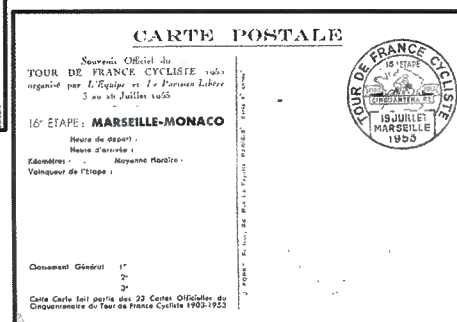 CARTE POSTALE
Souvenir Officiel du
TOUR DE FRANCE CYCLISTE 1953
organisé par L'Équipe et Le Parisien Libéré
3 au 26 Juillet 1953
16e ÉTAPE : MARSEILLE-MONACO
Heure de départ :
Heure d'arrivée :
Kilomètres : Moyenne Horaire :
Vainqueur de l'Étape :
Classement Général 1er
2e
3e
Cette Carte fait partie des 23 Cartes Officielles du
Cinquantenaire du Tour de France Cycliste 1903-1953
TOUR DE FRANCE CYCLISTE
16e ETAPE
CINQUANTENAIRE
19 JUILLET
MARSEILLE
1953